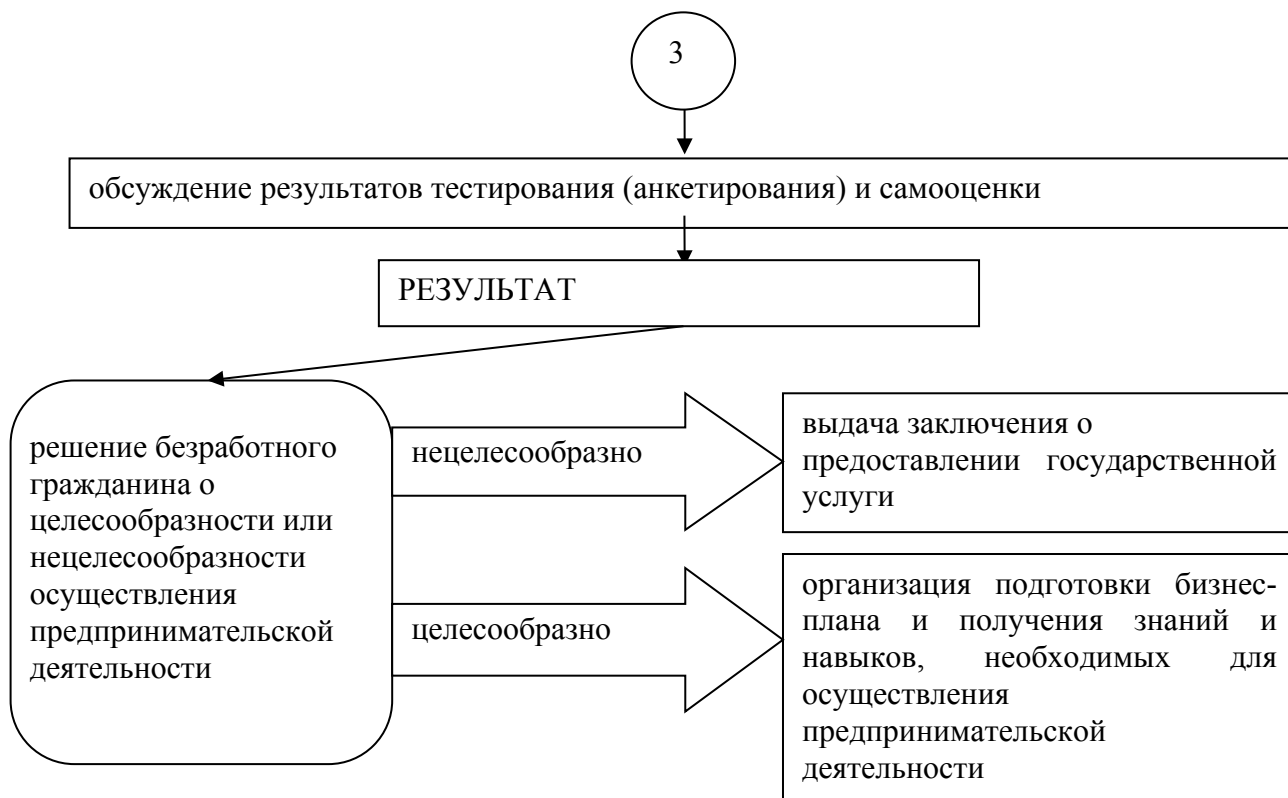 3
обсуждение результатов тестирования (анкетирования) и самооценки
РЕЗУЛЬТАТ
решение безработного
гражданина о
целесообразности или
нецелесообразности
осуществления
предпринимательской
деятельности
нецелесообразно
выдача заключения о
предоставлении государственной
услуги
целесообразно
организация подготовки бизнес-
плана и получения знаний и
навыков, необходимых для
осуществления
предпринимательской
деятельности